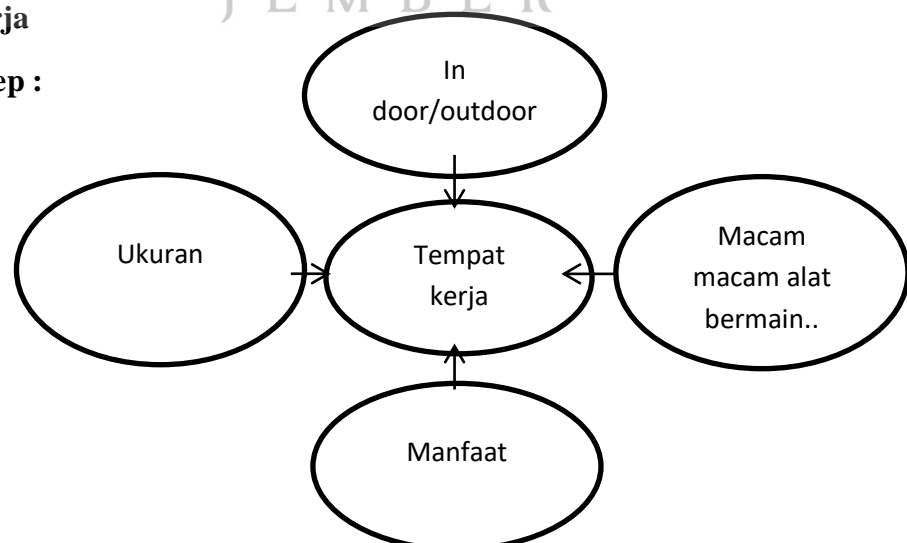 J E M B E R
rja
ep :
In
door/outdoor
Ukuran
Tempat
kerja
Macam
macam alat
bermain..
Manfaat